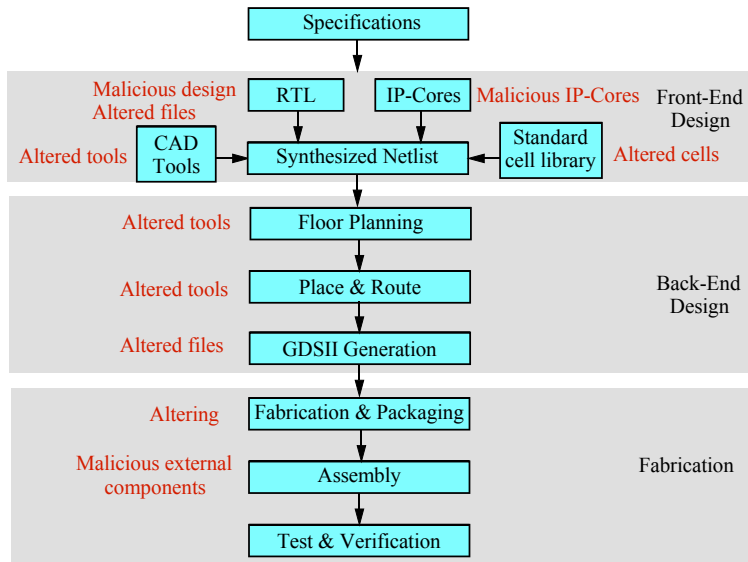 Specifications
Malicious design
Altered files
RTL
IP-Cores
Malicious IP-Cores
Front-End
Design
Altered tools
CAD
Tools
Synthesized Netlist
Standard
cell library
Altered cells
Altered tools
Floor Planning
Altered tools
Place & Route
Back-End
Design
Altered files
GDSII Generation
Altering
Fabrication & Packaging
Malicious external
components
Assembly
Fabrication
Test & Verification